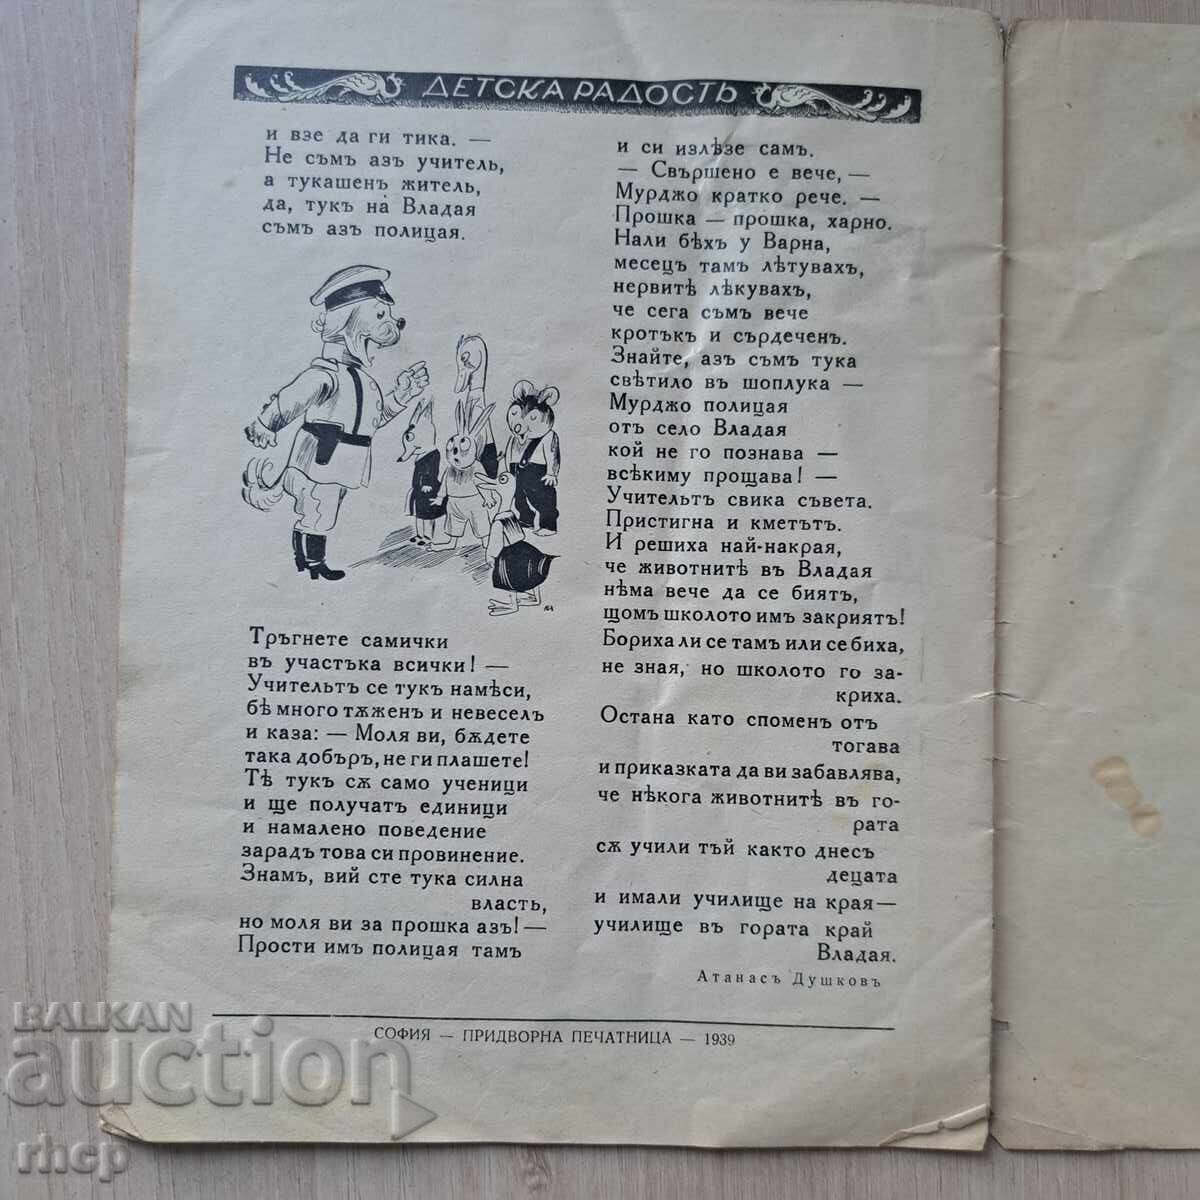 ДЕТСКА РАДОСТЬ
и взе да ги тика. —
Не съмъ азъ учитель,
а тукашенъ житель,
да, тукъ на Владая
съмъ азъ полицая.
Тръгнете самички
въ участъка всички! —
Учительтъ се тукъ намѣси,
бѣ много тѫженъ и невеселъ
и каза: — Моля ви, бѫдете
така добъръ, не ги плашете!
Тѣ тукъ сѫ само ученици
и ще получатъ единици
и намалено поведение
зарадъ това си провинение.
Знамъ, вий сте тука силна
власть,
но моля ви за прошка азъ! —
Прости имъ полицая тамъ
и си излѣзе самъ.
— Свършено е вече, —
Мурджо кратко рече. —
Прошка — прошка, харно.
Нали бѣхъ у Варна,
месецъ тамъ лѣтувахъ,
нервитѣ лѣкувахъ,
че сега съмъ вече
кротъкъ и сърдеченъ.
Знайте, азъ съмъ тука
свѣтило въ шоплука —
Мурджо полицая
отъ село Владая
кой не го познава —
всѣкиму прощава! —
Учительтъ свика съвета.
Пристигна и кметътъ.
И решиха най-накрая,
че животнитѣ въ Владая
нѣма вече да се биятъ,
щомъ школото имъ закриятъ!
Бориха ли се тамъ или се биха,
не зная, но школото го за-
криха.
Остана като споменъ отъ
тогава
и приказката да ви забавлява,
че нѣкога животнитѣ въ го-
рата
сѫ учили тъй както днесъ
децата
и имали училище на края —
училище въ гората край
Владая.
Атанасъ Душковъ
СОФИЯ — ПРИДВОРНА ПЕЧАТНИЦА — 1939
BALKAN
auction
rhcp